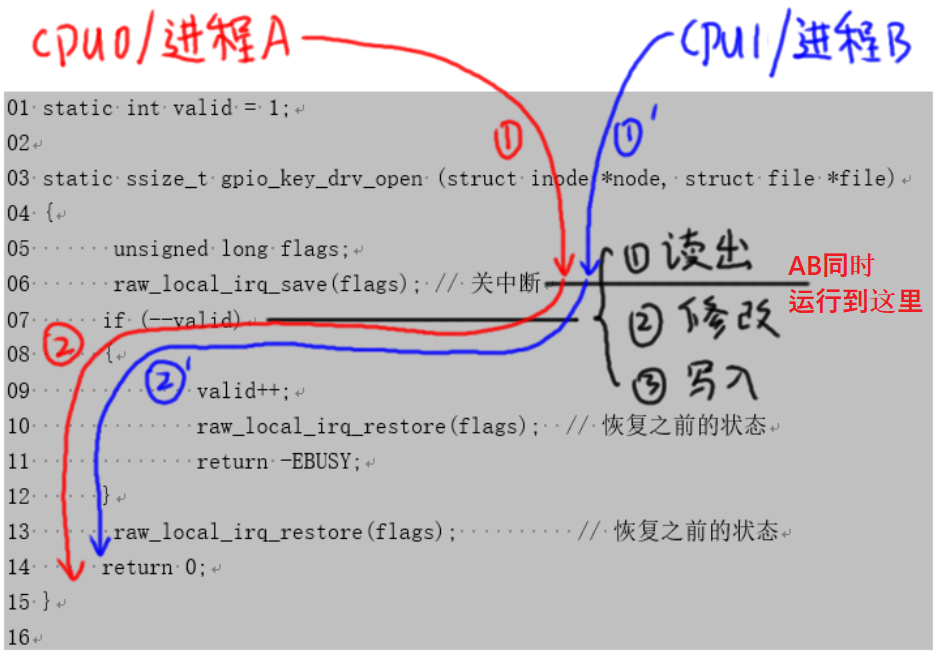 cpu0/进程A
cpu1/进程B
01 static int valid = 1;
①
①'
02
03 static ssize_t gpio_key_drv_open (struct inode *node, struct file *file)
04 {
05 unsigned long flags;
① 读出
AB同时
06 raw_local_irq_save(flags); // 关中断
运行到这里
07 if (--valid)
② 修改
②
08 {
②'
③ 写入
09 valid++;
10 raw_local_irq_restore(flags); // 恢复之前的状态
11 return -EBUSY;
12 }
13 raw_local_irq_restore(flags); // 恢复之前的状态
14 return 0;
15 }
16